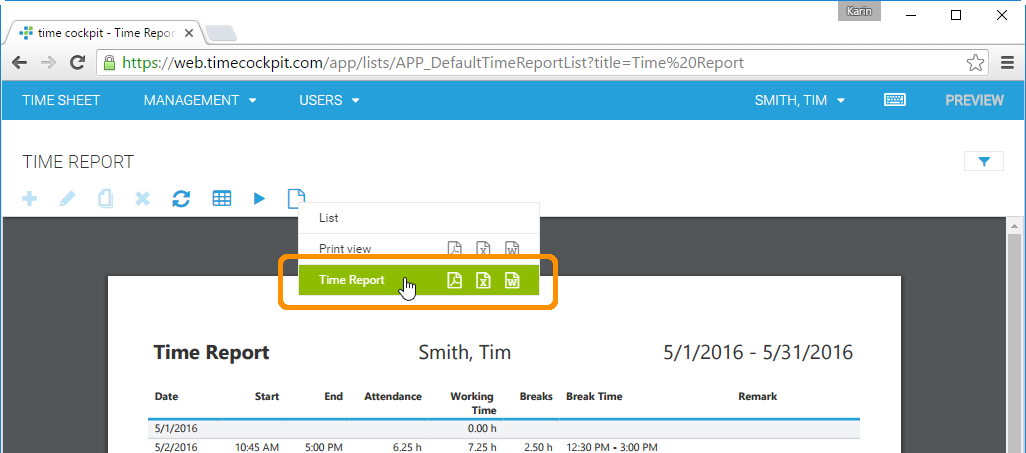 Karin
time cockpit - Time Repor
https://web.timecockpit.com/app/lists/APP_DefaultTimeReportList?title=Time%20Report
TIME SHEET MANAGEMENT USERS SMITH, TIM PREVIEW
TIME REPORT
List
Print view
Time Report
Time Report Smith, Tim 5/1/2016 - 5/31/2016
Date Start End Attendance Working Time Breaks Break Time Remark
5/1/2016 0.00 h
5/2/2016 10:45 AM 5:00 PM 6.25 h 7.25 h 2.50 h 12:30 PM - 3:00 PM